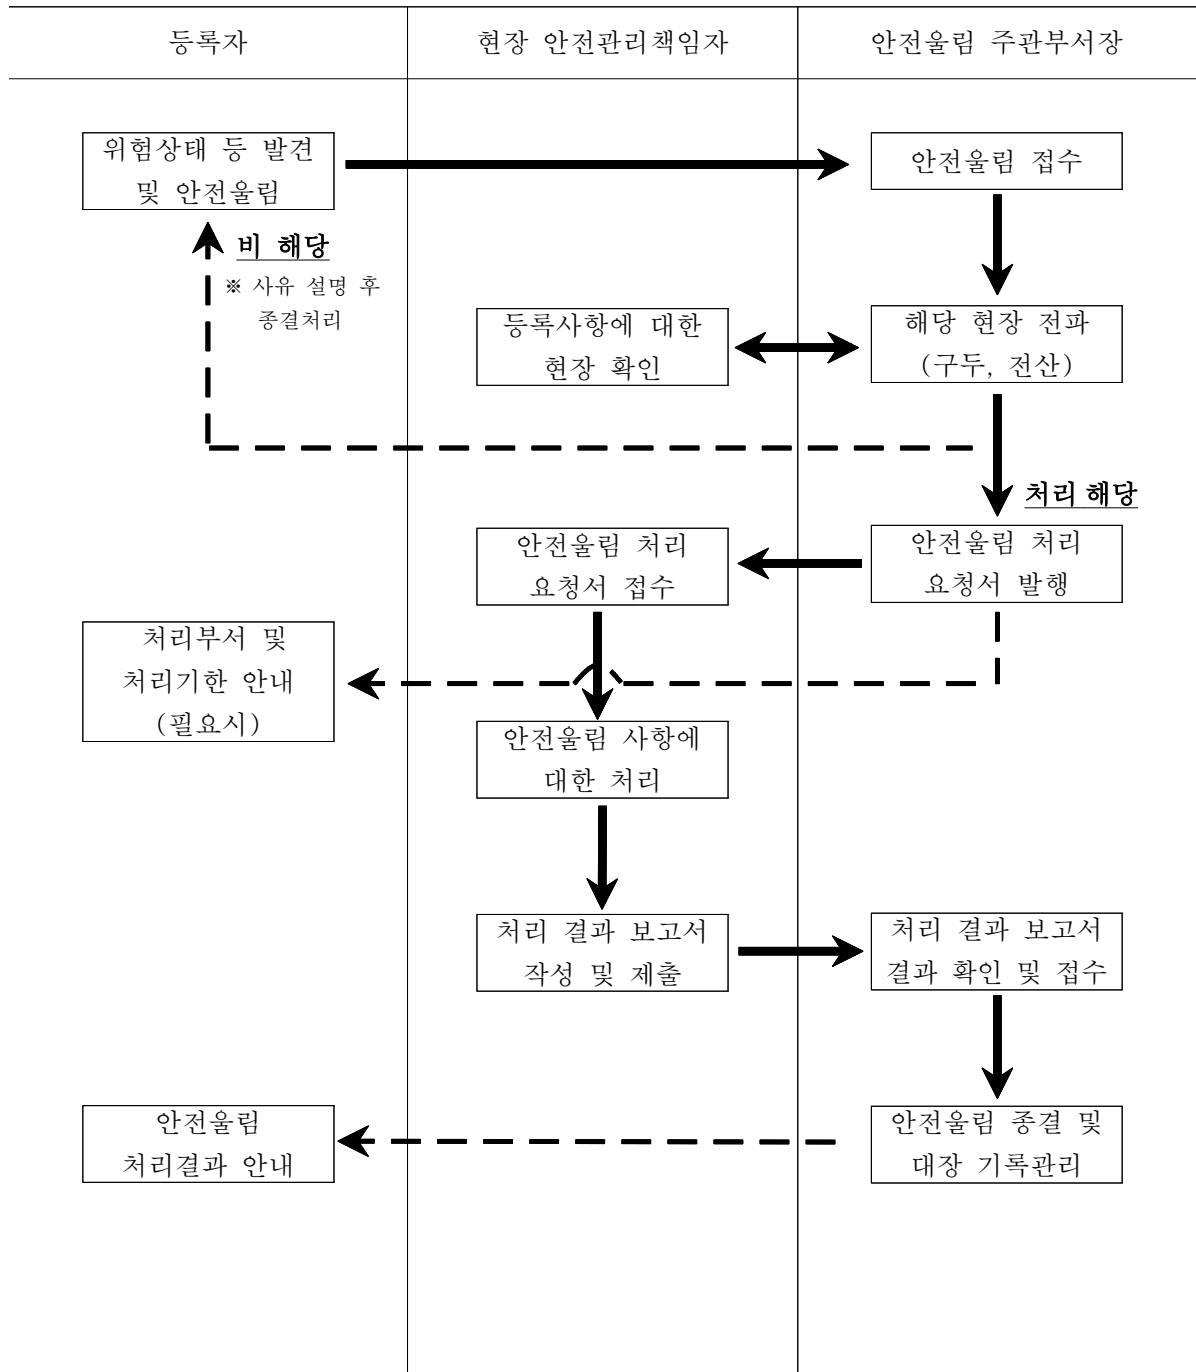 등록자
현장 안전관리책임자
안전울림 주관부서장
위험상태 등 발견
및 안전울림
안전울림 접수
비 해당
※ 사유 설명 후
종결처리
등록사항에 대한
현장 확인
해당 현장 전파
(구두, 전산)
처리 해당
안전울림 처리
요청서 접수
안전울림 처리
요청서 발행
처리부서 및
처리기한 안내
(필요시)
안전울림 사항에
대한 처리
처리 결과 보고서
작성 및 제출
처리 결과 보고서
결과 확인 및 접수
안전울림
처리결과 안내
안전울림 종결 및
대장 기록관리